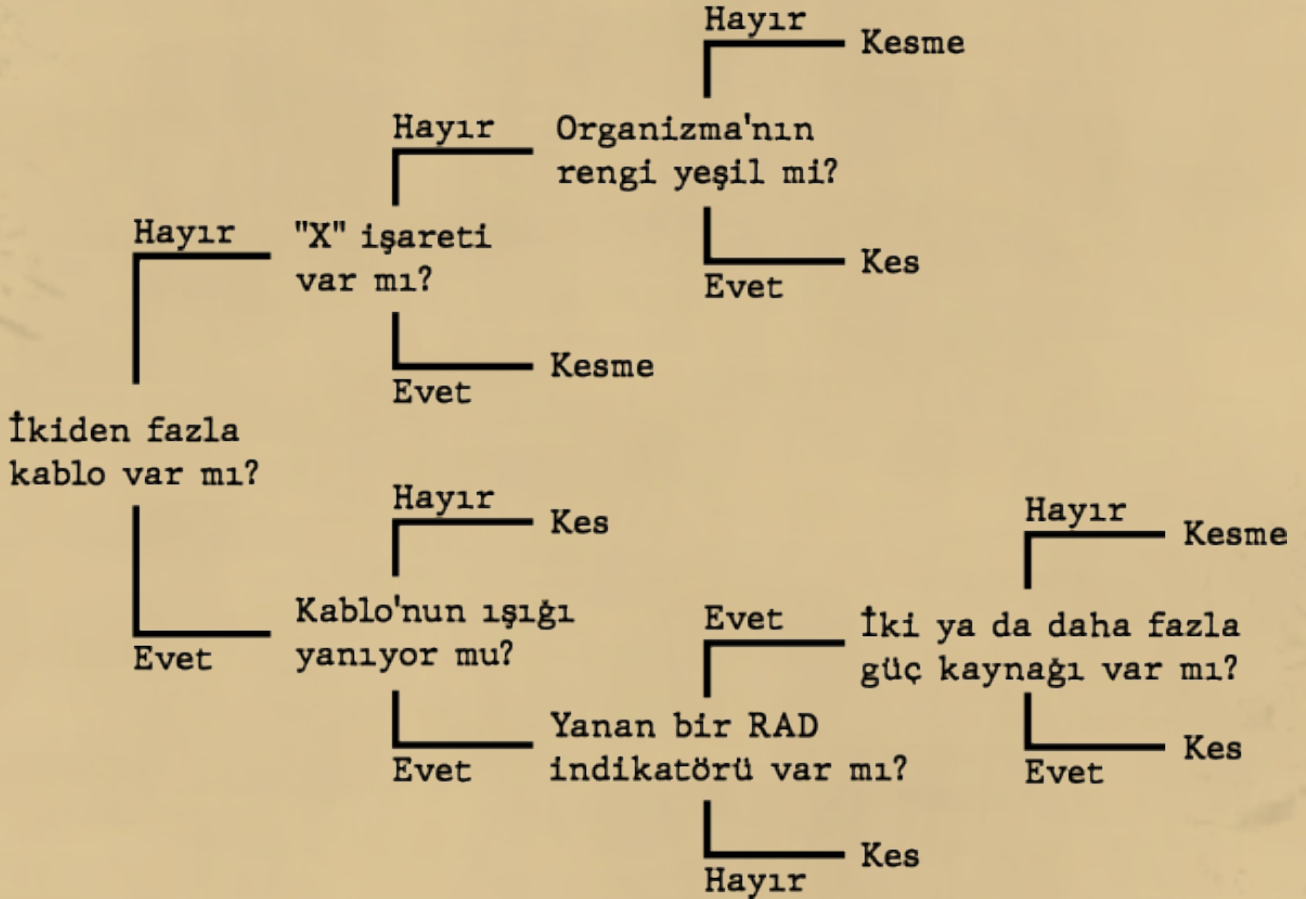 Hayır
Kesme
Hayır
Organizma'nın
rengi yeşil mi?
Hayır
"X" işareti
var mı?
Kes
Evet
Kesme
Evet
İkiden fazla
kablo var mı?
Hayır
Kes
Hayır
Kesme
Kablo'nun ışığı
yanıyor mu?
Evet
Evet
İki ya da daha fazla
güç kaynağı var mı?
Yanan bir RAD
indikatörü var mı?
Evet
Kes
Evet
Kes
Hayır